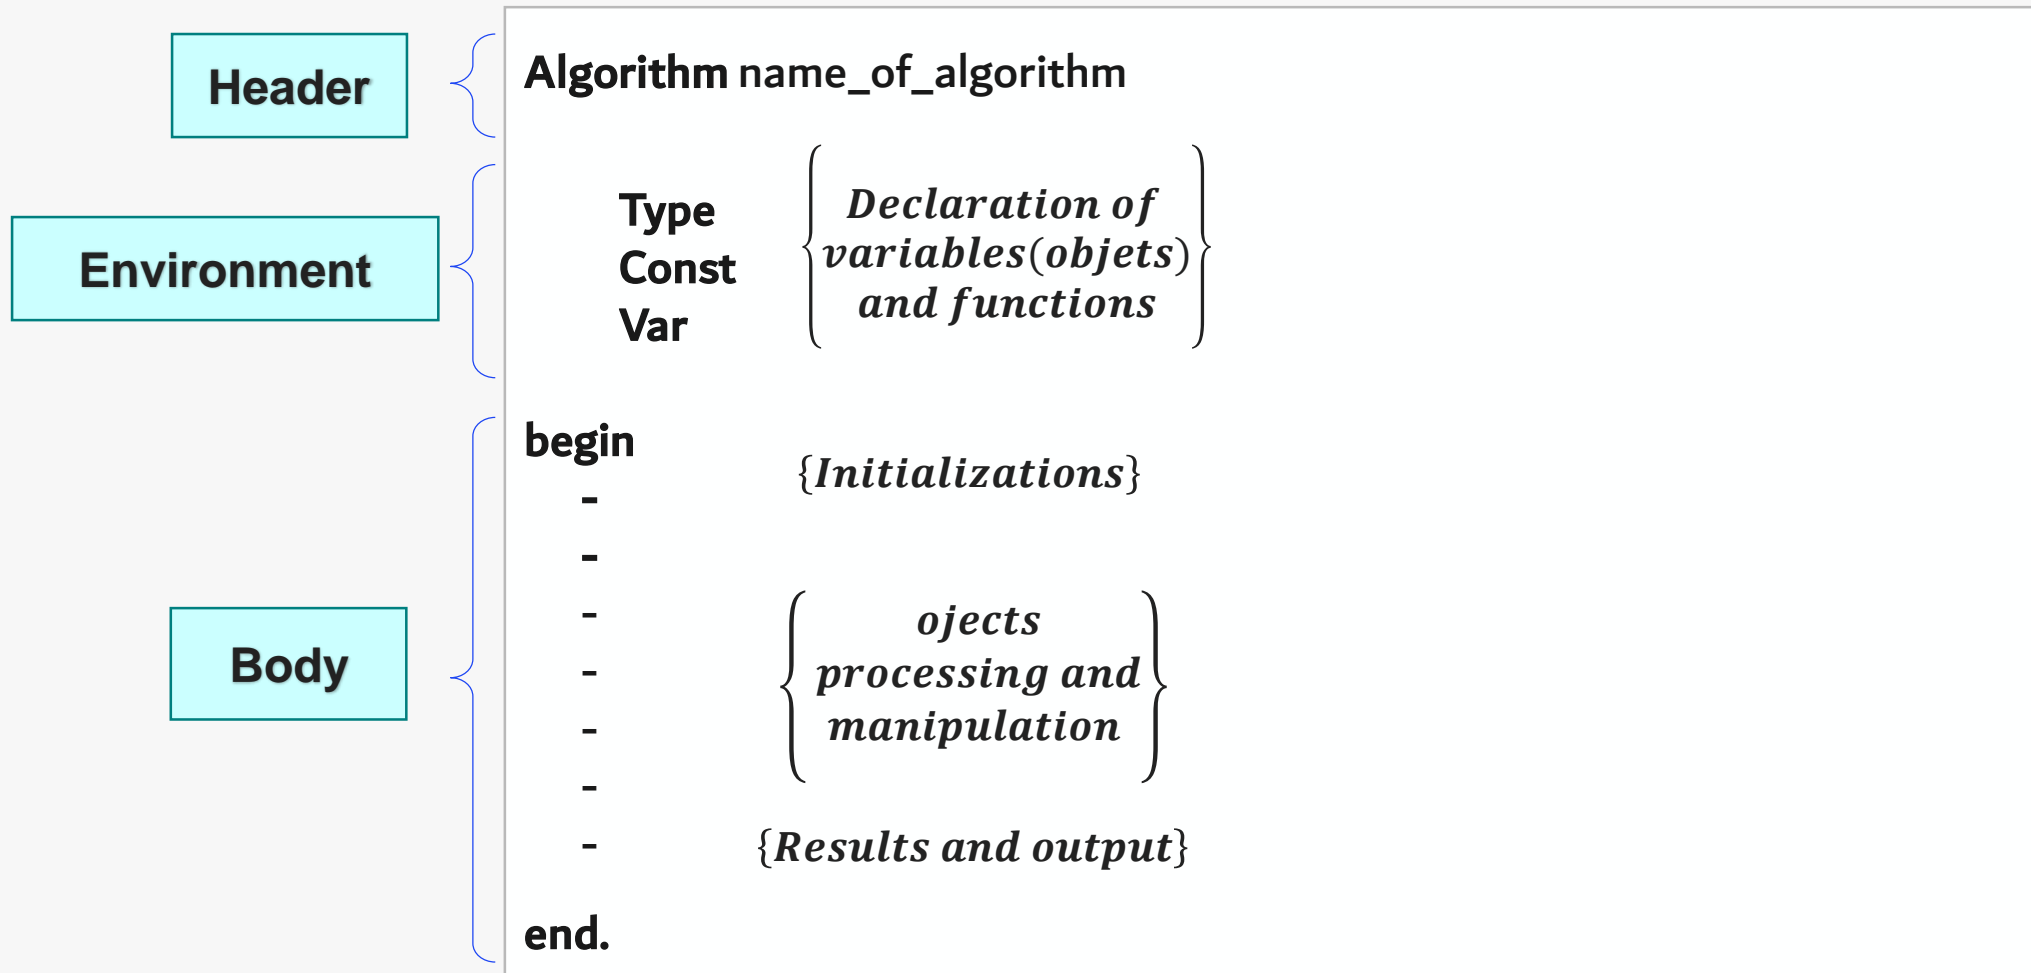 Header
Algorithm name_of_algorithm
Environment
Type
Const
Var
{Declaration of
variables(objets)
and functions}
Body
begin
{Initializations}
-
-
-
-
-
-
-
{ojects
processing and
manipulation}
{Results and output}
end.